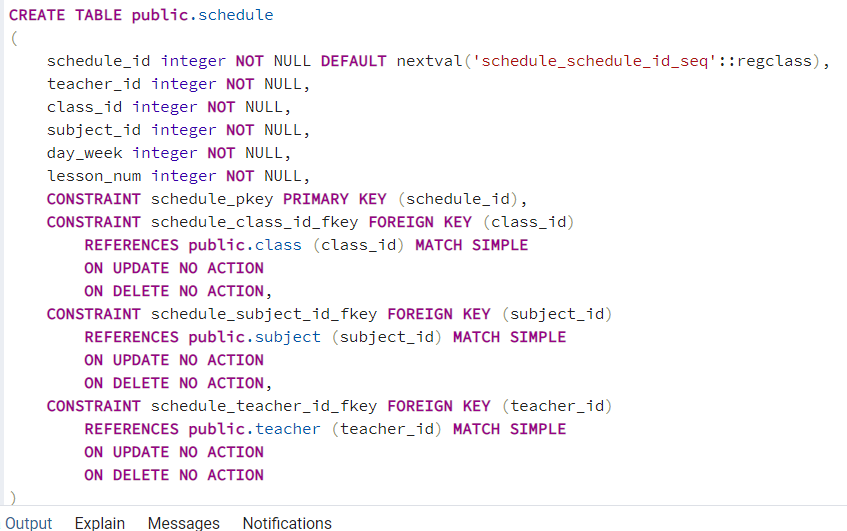 CREATE TABLE public.schedule
(
    schedule_id integer NOT NULL DEFAULT nextval('schedule_schedule_id_seq'::regclass),
    teacher_id integer NOT NULL,
    class_id integer NOT NULL,
    subject_id integer NOT NULL,
    day_week integer NOT NULL,
    lesson_num integer NOT NULL,
    CONSTRAINT schedule_pkey PRIMARY KEY (schedule_id),
    CONSTRAINT schedule_class_id_fkey FOREIGN KEY (class_id)
        REFERENCES public.class (class_id) MATCH SIMPLE
        ON UPDATE NO ACTION
        ON DELETE NO ACTION,
    CONSTRAINT schedule_subject_id_fkey FOREIGN KEY (subject_id)
        REFERENCES public.subject (subject_id) MATCH SIMPLE
        ON UPDATE NO ACTION
        ON DELETE NO ACTION,
    CONSTRAINT schedule_teacher_id_fkey FOREIGN KEY (teacher_id)
        REFERENCES public.teacher (teacher_id) MATCH SIMPLE
        ON UPDATE NO ACTION
        ON DELETE NO ACTION
)
Output Explain Messages Notifications